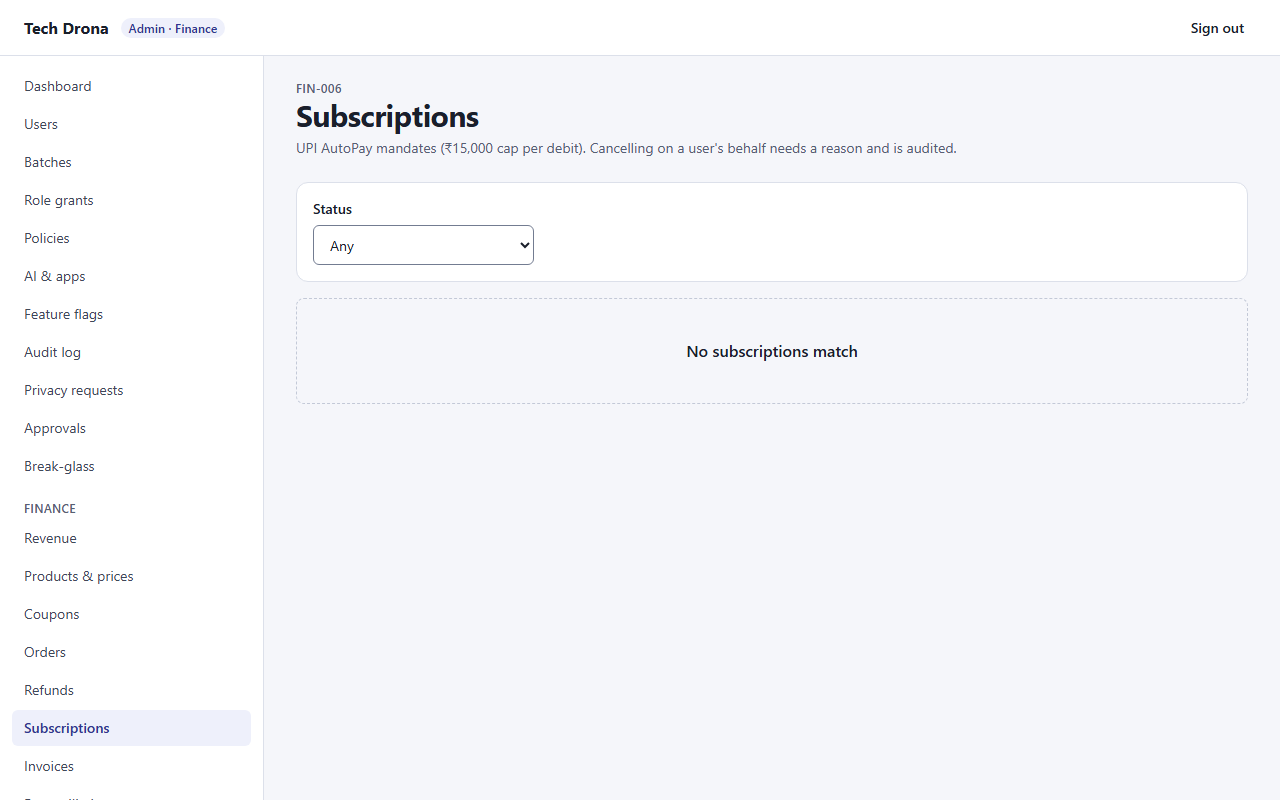 Tech Drona
Admin · Finance
Sign out
Dashboard
Users
Batches
Role grants
Policies
AI & apps
Feature flags
Audit log
Privacy requests
Approvals
Break-glass
FINANCE
Revenue
Products & prices
Coupons
Orders
Refunds
Subscriptions
Invoices
FIN-006
Subscriptions
UPI AutoPay mandates (₹15,000 cap per debit). Cancelling on a user's behalf needs a reason and is audited.
Status
Any
No subscriptions match